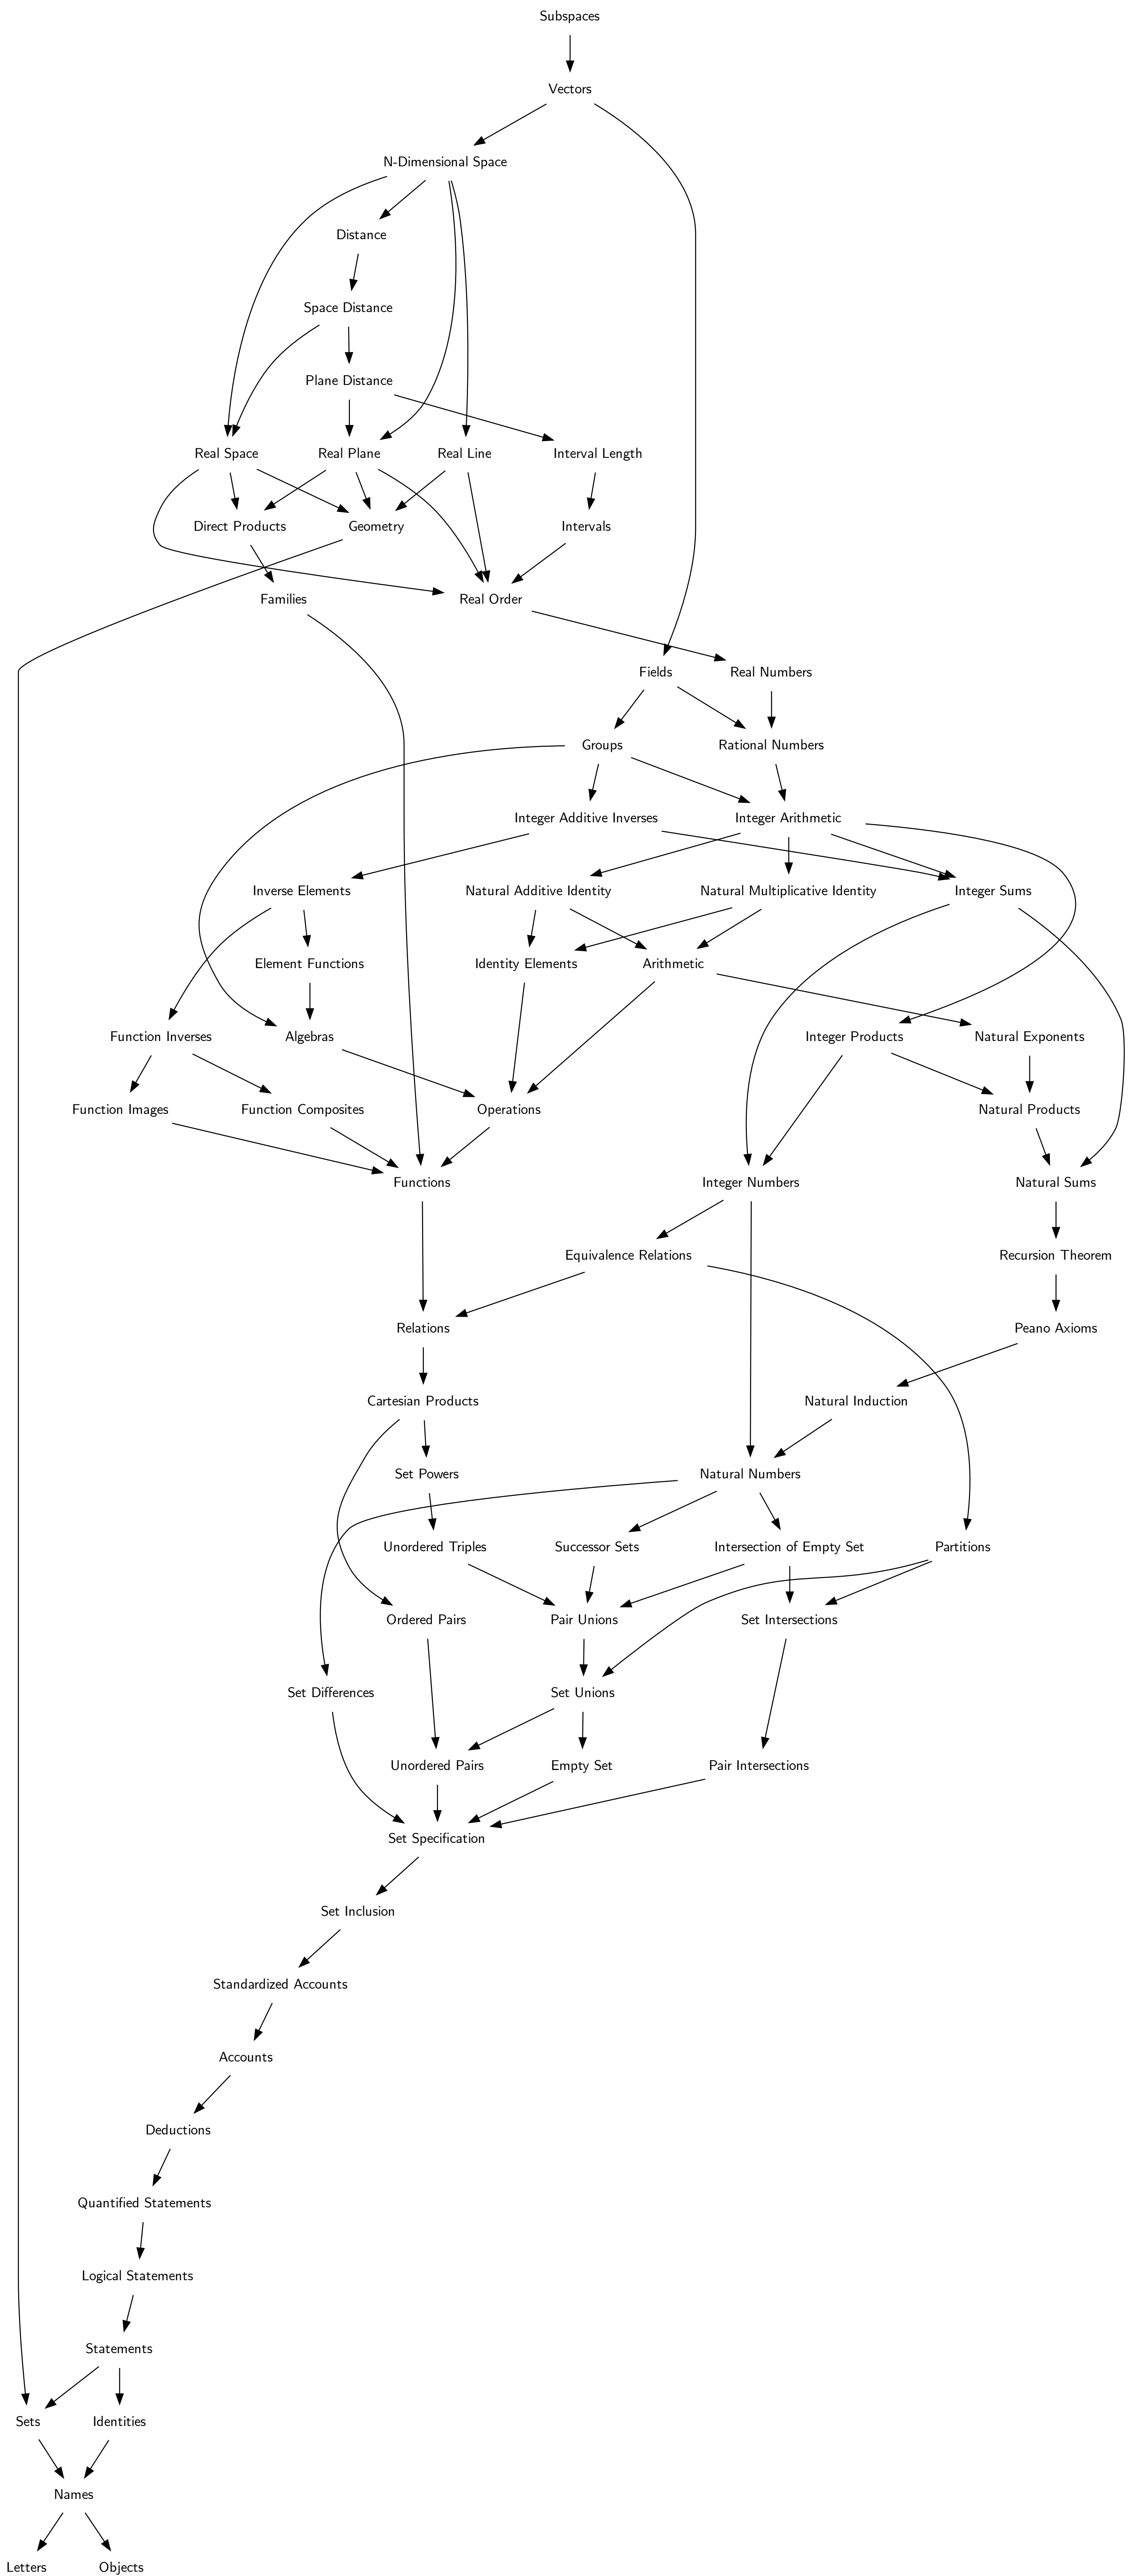 Subspaces
Vectors
N-Dimensional Space
Distance
Space Distance
Plane Distance
Real Space
Real Plane
Real Line
Interval Length
Direct Products
Geometry
Intervals
Families
Real Order
Fields
Real Numbers
Groups
Rational Numbers
Integer Additive Inverses
Integer Arithmetic
Inverse Elements
Natural Additive Identity
Natural Multiplicative Identity
Integer Sums
Element Functions
Identity Elements
Arithmetic
Function Inverses
Algebras
Integer Products
Natural Exponents
Function Images
Function Composites
Operations
Natural Products
Functions
Integer Numbers
Natural Sums
Equivalence Relations
Recursion Theorem
Relations
Peano Axioms
Cartesian Products
Natural Induction
Set Powers
Natural Numbers
Unordered Triples
Successor Sets
Intersection of Empty Set
Partitions
Ordered Pairs
Pair Unions
Set Intersections
Set Differences
Set Unions
Unordered Pairs
Empty Set
Pair Intersections
Set Specification
Set Inclusion
Standardized Accounts
Accounts
Deductions
Quantified Statements
Logical Statements
Statements
Sets
Identities
Names
Letters
Objects